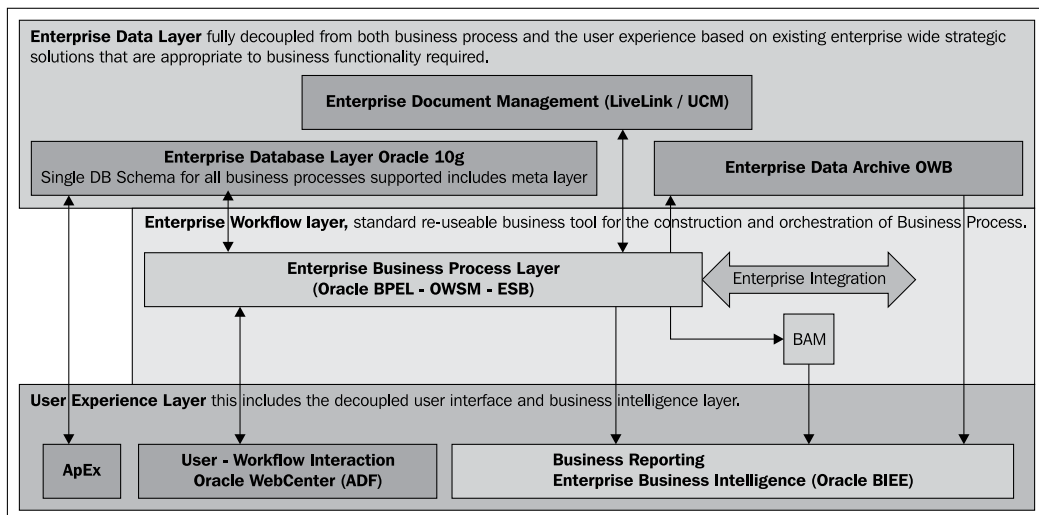 Enterprise Data Layer fully decoupled from both business process and the user experience based on existing enterprise wide strategic
solutions that are appropriate to business functionality required.
Enterprise Document Management (LiveLink / UCM)
Enterprise Database Layer Oracle 10g
Single DB Schema for all business processes supported includes meta layer
Enterprise Data Archive OWB
Enterprise Workflow layer, standard re-useable business tool for the construction and orchestration of Business Process.
Enterprise Business Process Layer
(Oracle BPEL - OWSM - ESB)
Enterprise Integration
BAM
User Experience Layer this includes the decoupled user interface and business intelligence layer.
ApEx
User - Workflow Interaction
Oracle WebCenter (ADF)
Business Reporting
Enterprise Business Intelligence (Oracle BIEE)